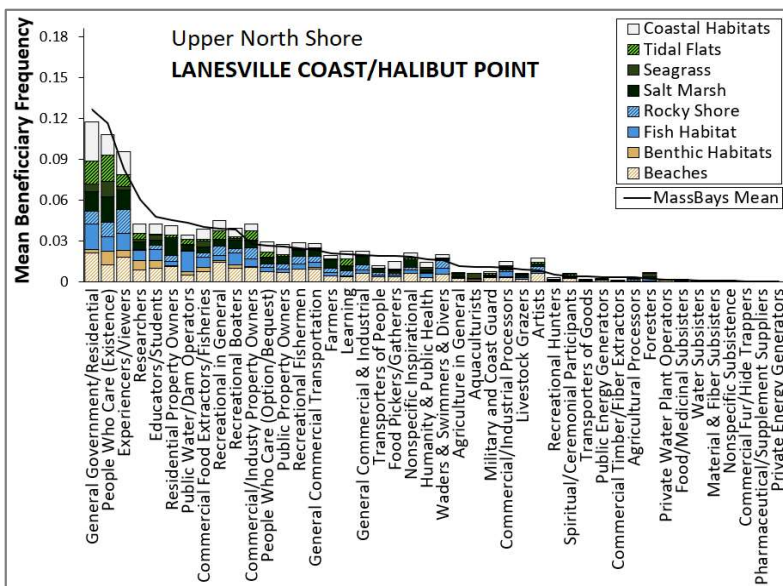 Upper North Shore
LANESVILLE COAST/HALIBUT POINT
Mean Beneficciary Frequency
0.18
0.15
0.12
0.09
0.06
0.03
0
Coastal Habitats
Tidal Flats
Seagrass
Salt Marsh
Rocky Shore
Fish Habitat
Benthic Habitats
Beaches
MassBays Mean
General Government/Residential
People Who Care (Existence)
Experiencers/Viewers
Researchers
Educators/Students
Residential Property Owners
Public Water/Dam Operators
Commercial Food Extractors/Fisheries
Recreational in General
Recreational Boaters
Commercial/Industy Property Owners
People Who Care (Option/Bequest)
Public Property Owners
Recreational Fishermen
General Commercial Transportation
Farmers
Learning
General Commercial & Industrial
Transporters of People
Food Pickers/Gatherers
Nonspecific Inspirational
Humanity & Public Health
Waders & Swimmers & Divers
Agriculture in General
Aquaculturists
Military and Coast Guard
Commercial/Industrial Processors
Livestock Grazers
Artists
Recreational Hunters
Spiritual/Ceremonial Participants
Transporters of Goods
Public Energy Generators
Commercial Timber/Fiber Extractors
Agricultural Processors
Foresters
Private Water Plant Operators
Food/Medicinal Subsisters
Water Subsisters
Material & Fiber Subsisters
Nonspecific Subsistence
Commercial Fur/Hide Trappers
Pharmaceutical/Supplement Suppliers
Private Energy Generators